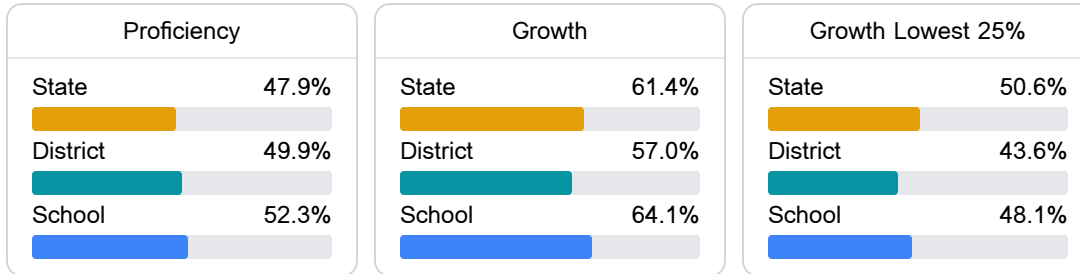 Proficiency
State 47.9%
District 49.9%
School 52.3%
Growth
State 61.4%
District 57.0%
School 64.1%
Growth Lowest 25%
State 50.6%
District 43.6%
School 48.1%